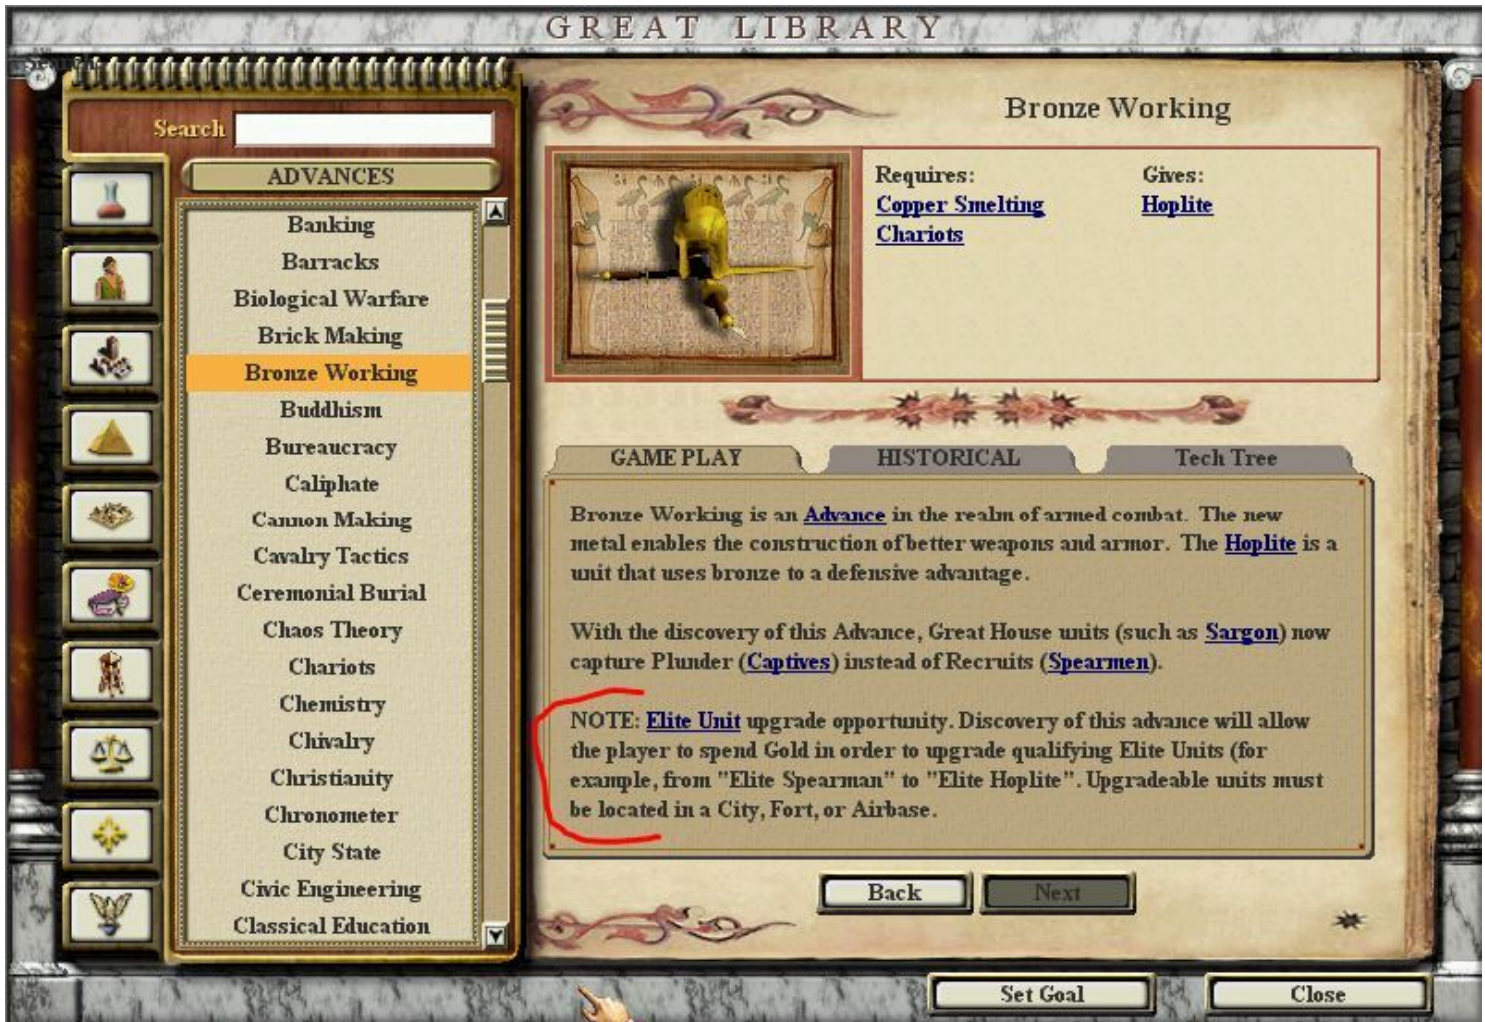 GREAT LIBRARY
Search
ADVANCES
Banking
Barracks
Biological Warfare
Brick Making
Bronze Working
Buddhism
Bureaucracy
Caliphate
Cannon Making
Cavalry Tactics
Ceremonial Burial
Chaos Theory
Chariots
Chemistry
Chivalry
Christianity
Chronometer
City State
Civic Engineering
Classical Education
Bronze Working
Requires:
Copper Smelting
Chariots
Gives:
Hoplite
GAMEPLAY
HISTORICAL
Tech Tree
Bronze Working is an Advance in the realm of armed combat. The new
metal enables the construction of better weapons and armor. The Hoplite is a
unit that uses bronze to a defensive advantage.
With the discovery of this Advance, Great House units (such as Sargon) now
capture Plunder (Captives) instead of Recruits (Spearmen).
NOTE: Elite Unit upgrade opportunity. Discovery of this advance will allow
the player to spend Gold in order to upgrade qualifying Elite Units (for
example, from "Elite Spearman" to "Elite Hoplite". Upgradeable units must
be located in a City, Fort, or Airbase.
Back
Next
Set Goal
Close